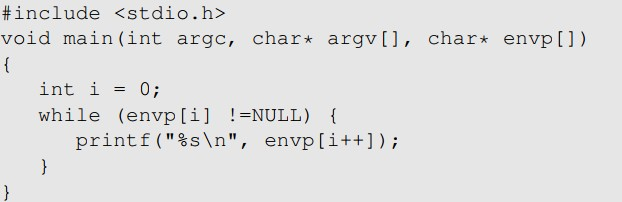 #include <stdio.h>
void main(int argc, char* argv[], char* envp[])
{
   int i = 0;
   while (envp[i] !=NULL) {
      printf("%s\n", envp[i++]);
   }
}